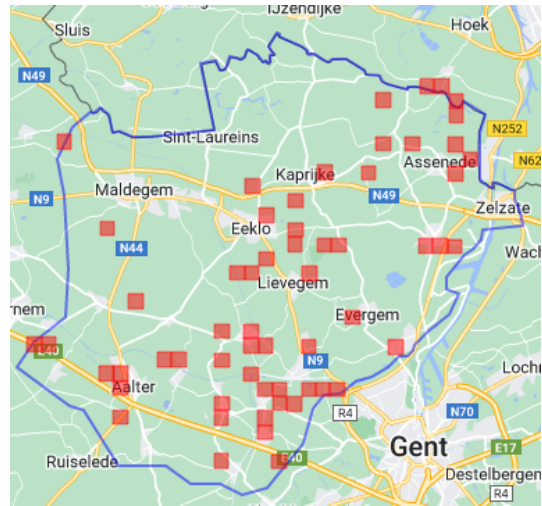 IJzendijke
Sluis
Hoek
N49
N252
Sint-Laureins
N62
Assenede
Kaprijke
Maldegem
N9
N49
Zelzate
Eeklo
N44
Wach
Lievegem
rnem
Evergem
E40
N9
Lochr
Aalter
R4
N70
Gent
E17
Ruiselede
E40
Destelbergen
R4